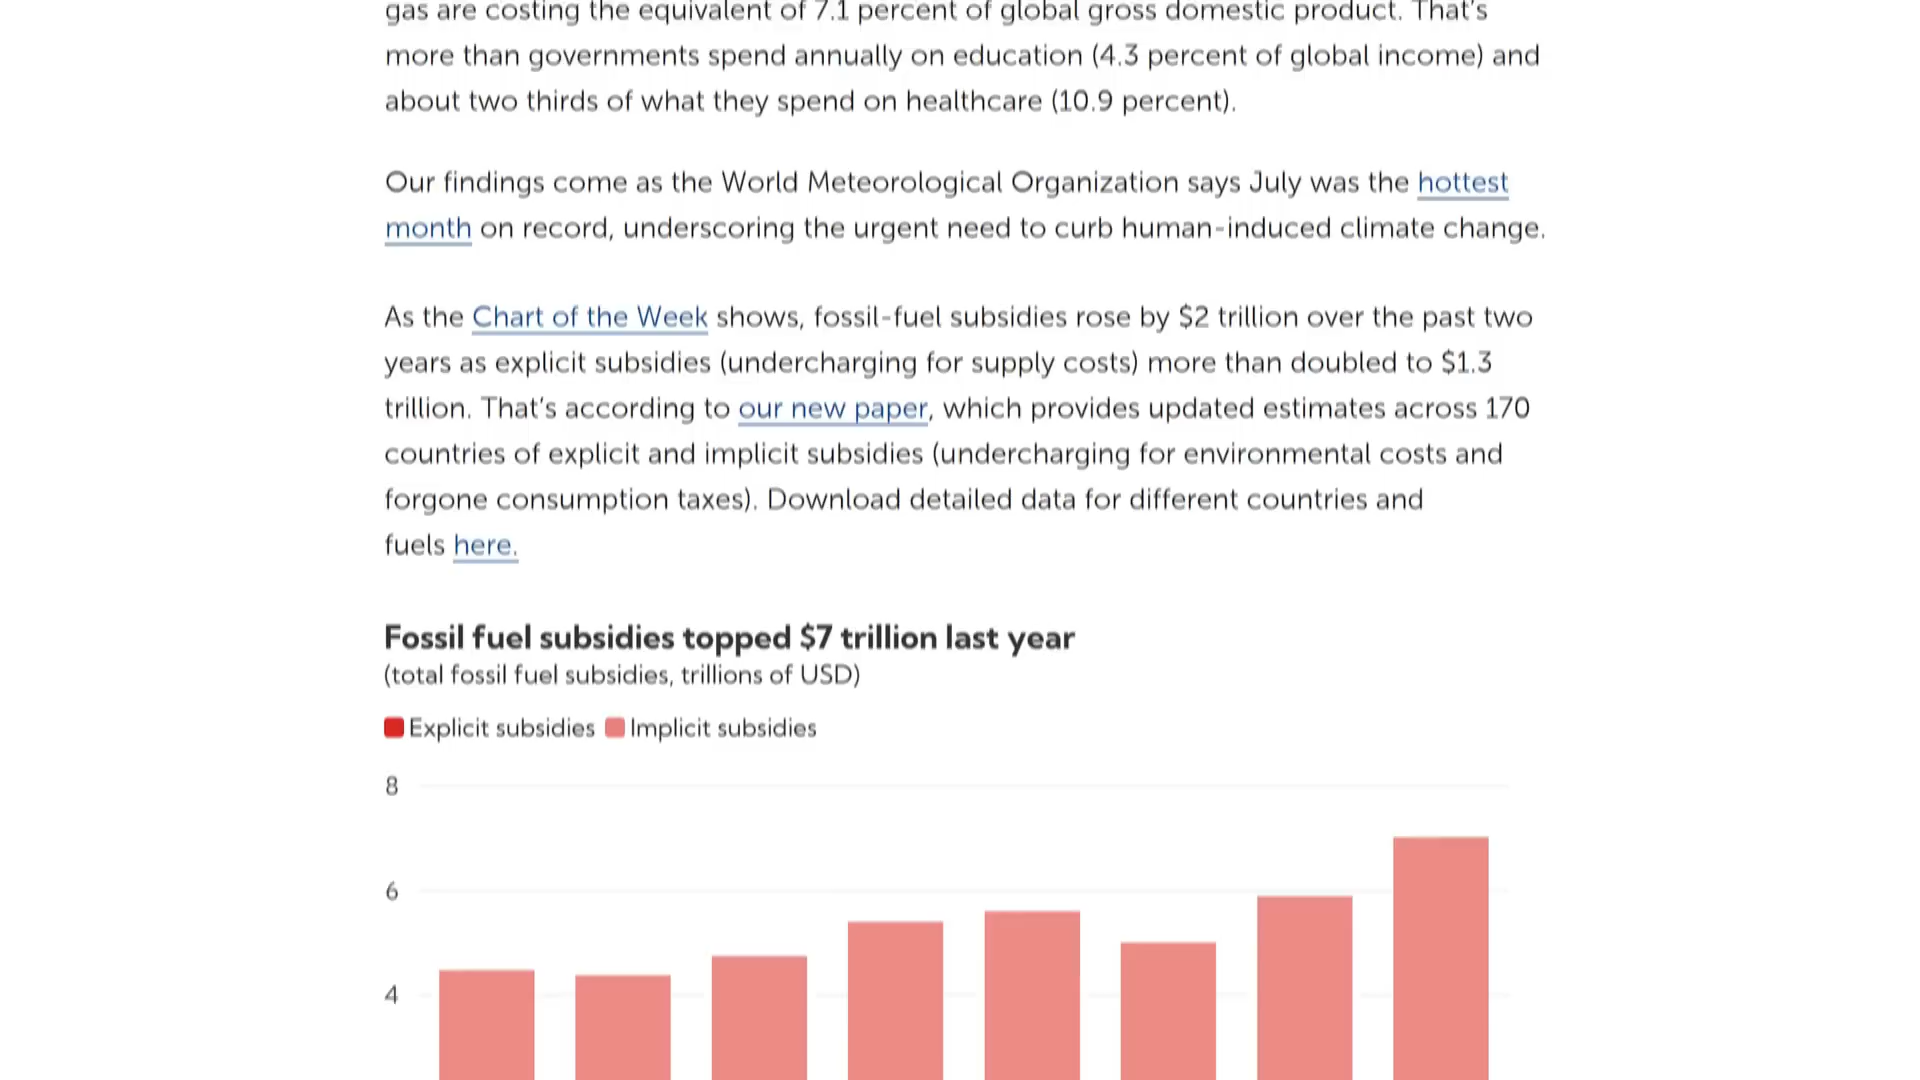 gas are costing the equivalent of 7.1 percent of global gross domestic product. That's
more than governments spend annually on education (4.3 percent of global income) and
about two thirds of what they spend on healthcare (10.9 percent).
Our findings come as the World Meteorological Organization says July was the hottest
month on record, underscoring the urgent need to curb human-induced climate change.
As the Chart of the Week shows, fossil-fuel subsidies rose by $2 trillion over the past two
years as explicit subsidies (undercharging for supply costs) more than doubled to $1.3
trillion. That's according to our new paper, which provides updated estimates across 170
countries of explicit and implicit subsidies (undercharging for environmental costs and
forgone consumption taxes). Download detailed data for different countries and
fuels here.
Fossil fuel subsidies topped $7 trillion last year
(total fossil fuel subsidies, trillions of USD)
Explicit subsidies Implicit subsidies
8
6
4